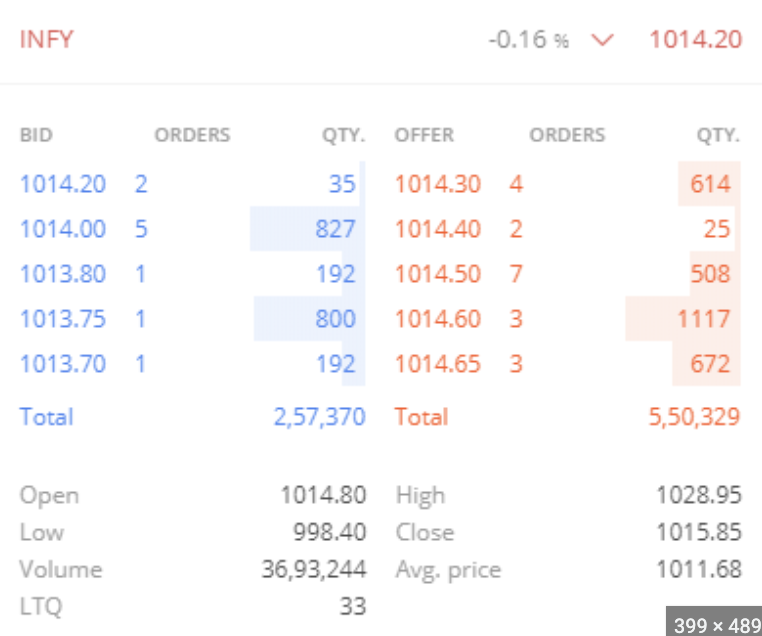 INFY -0.16 % 1014.20
BID ORDERS QTY. OFFER ORDERS QTY.
1014.20 2 35 1014.30 4 614
1014.00 5 827 1014.40 2 25
1013.80 1 192 1014.50 7 508
1013.75 1 800 1014.60 3 1117
1013.70 1 192 1014.65 3 672
Total 2,57,370 Total 5,50,329
Open 1014.80 High 1028.95
Low 998.40 Close 1015.85
Volume 36,93,244 Avg. price 1011.68
LTQ 33
399 × 489